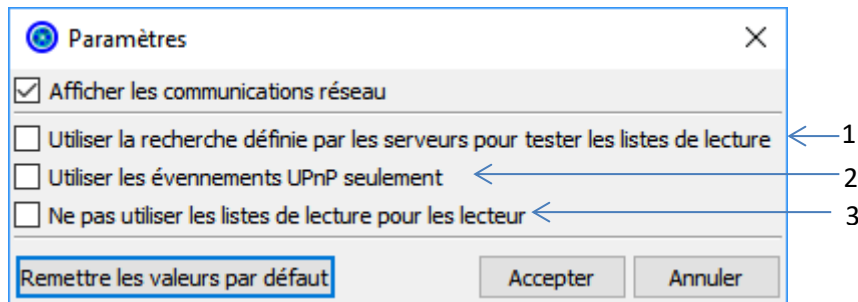 Paramètres
Afficher les communications réseau
Utiliser la recherche définie par les serveurs pour tester les listes de lecture 1
Utiliser les évennements UPnP seulement 2
Ne pas utiliser les listes de lecture pour les lecteur 3
Remettre les valeurs par défaut Accepter Annuler